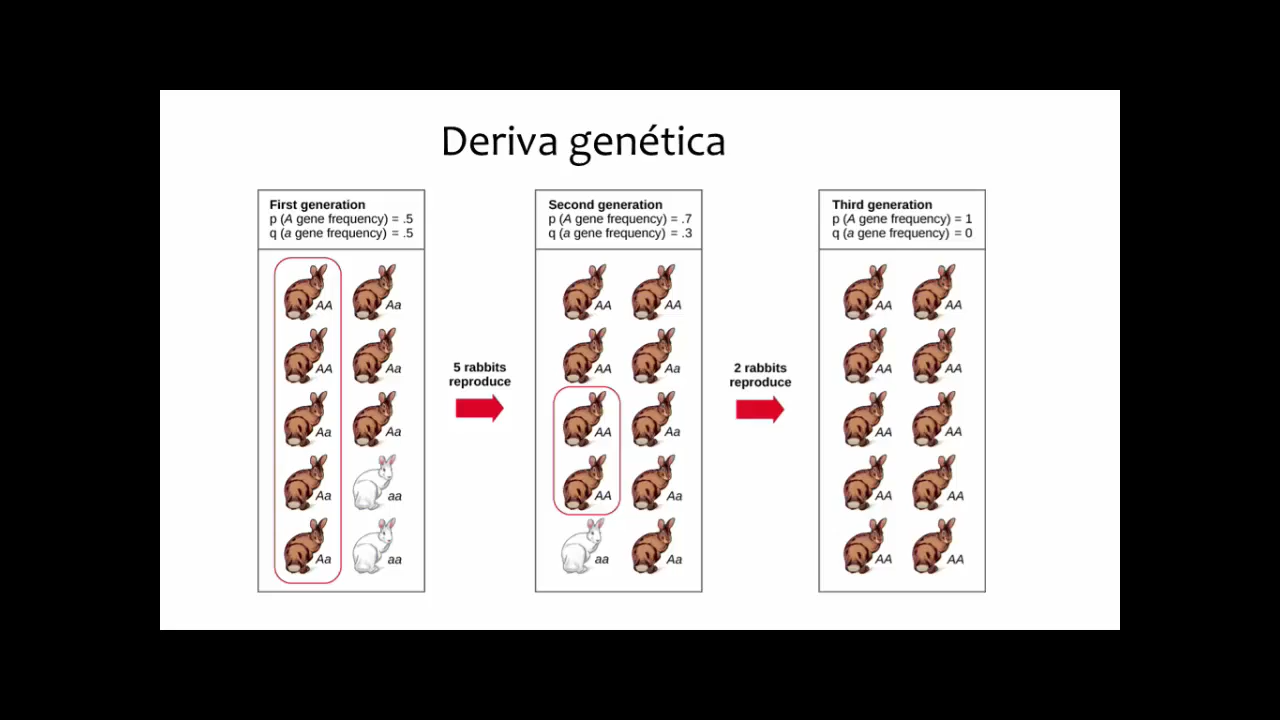 Deriva genética
First generation
p (A gene frequency) = .5
q (a gene frequency) = .5
AA Aa
AA Aa
Aa Aa
Aa aa
Aa aa
5 rabbits
reproduce
Second generation
p (A gene frequency) = .7
q (a gene frequency) = .3
AA AA
AA Aa
AA Aa
AA Aa
aa Aa
2 rabbits
reproduce
Third generation
p (A gene frequency) = 1
q (a gene frequency) = 0
AA AA
AA AA
AA AA
AA AA
AA AA